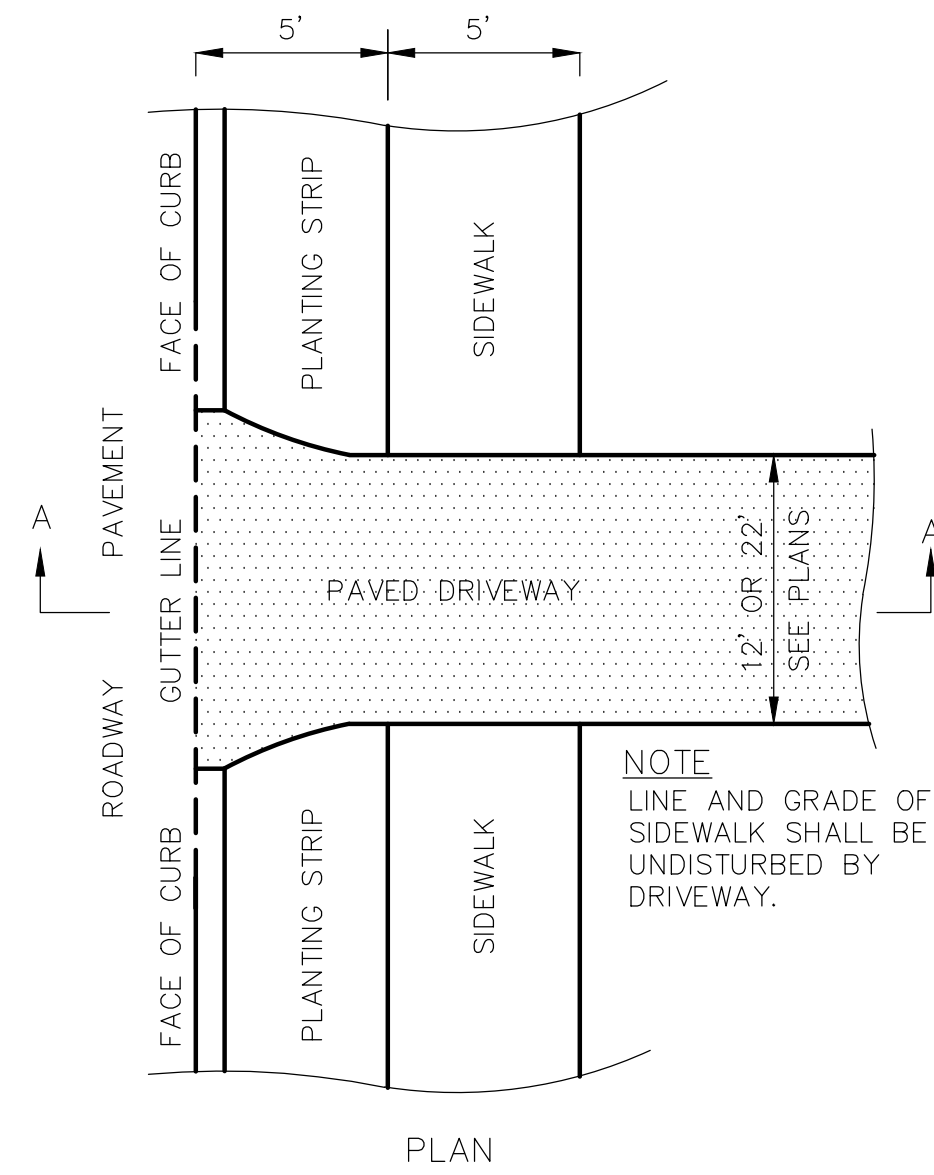 5'
5'
FACE OF CURB
PLANTING STRIP
SIDEWALK
ROADWAY PAVEMENT
GUTTER LINE
A
A
PAVED DRIVEWAY
12' OR 22'
SEE PLANS
FACE OF CURB
PLANTING STRIP
SIDEWALK
NOTE
LINE AND GRADE OF
SIDEWALK SHALL BE
UNDISTURBED BY
DRIVEWAY.
PLAN